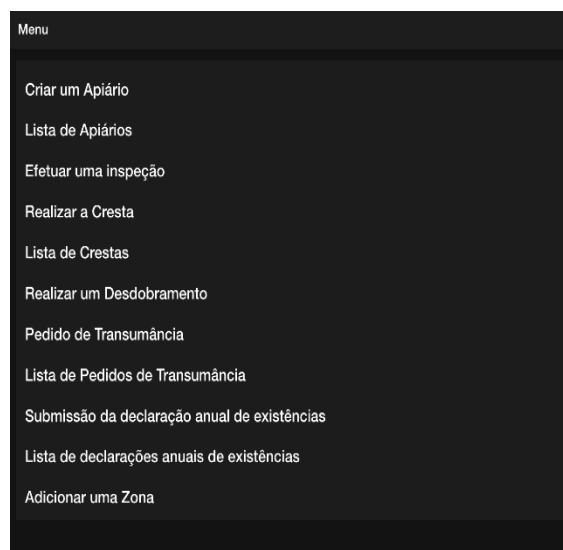 Menu
Criar um Apiário
Lista de Apiários
Efetuar uma inspeção
Realizar a Cresta
Lista de Crestas
Realizar um Desdobramento
Pedido de Transumância
Lista de Pedidos de Transumância
Submissão da declaração anual de existências
Lista de declarações anuais de existências
Adicionar uma Zona